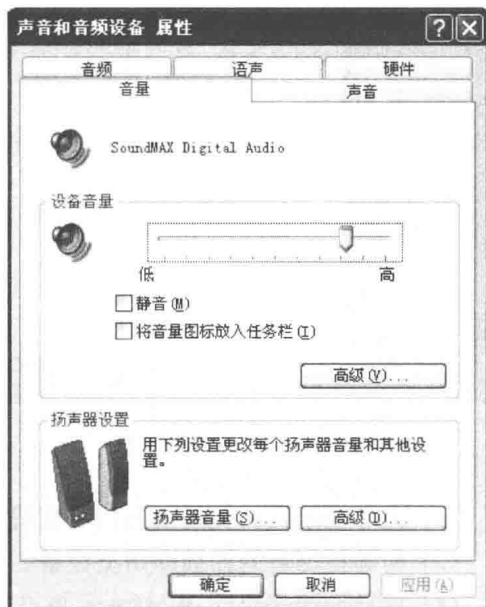 声音和音频设备 属性
音频 语声 硬件
音量 声音
SoundMAX Digital Audio
设备音量
低 高
静音(M)
将音量图标放入任务栏(I)
高级(V)...
扬声器设置
用下列设置更改每个扬声器音量和其他设
置。
扬声器音量(S)... 高级(D)...
确定 取消 应用(A)